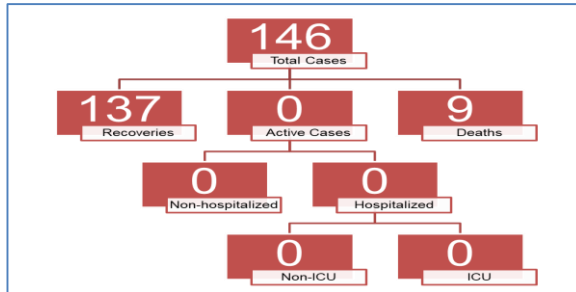 146
Total Cases
137
Recoveries
0
Active Cases
9
Deaths
0
Non-hospitalized
0
Hospitalized
0
Non-ICU
0
ICU